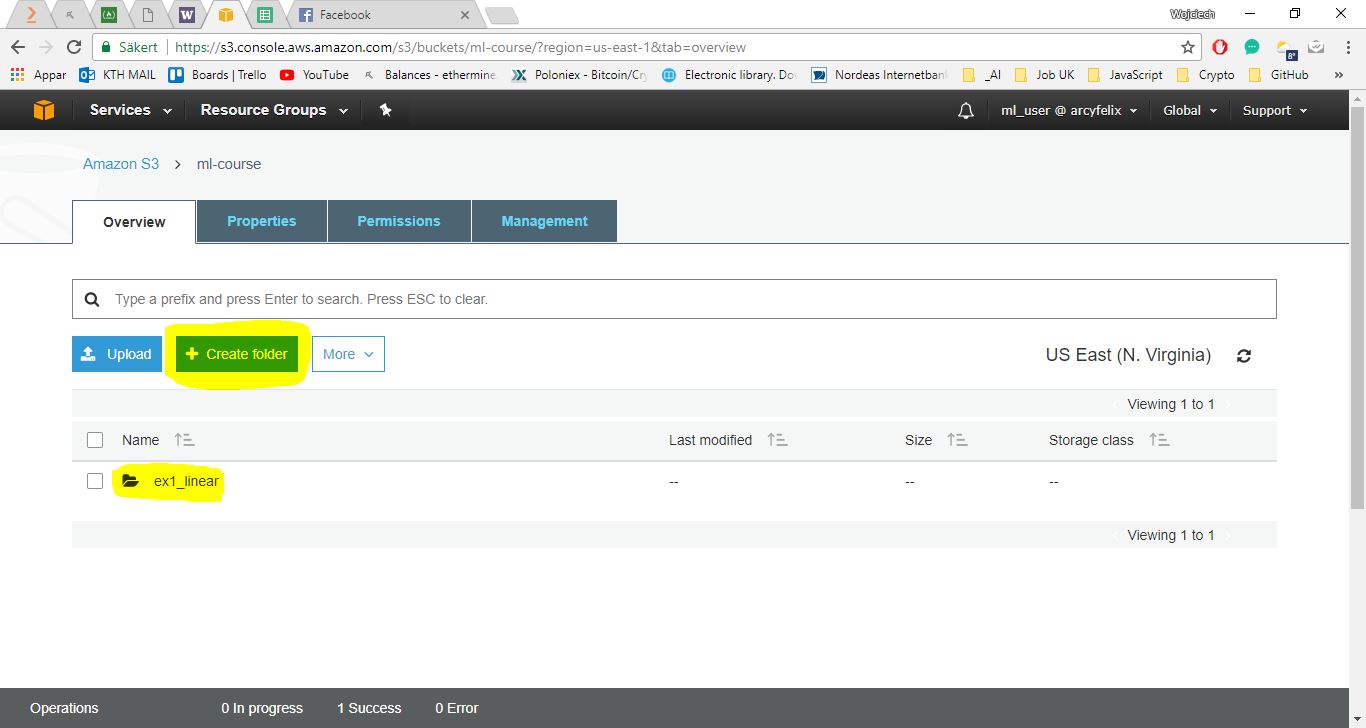 Facebook
Wojciech
Säkert https://s3.console.aws.amazon.com/s3/buckets/ml-course/?region=us-east-1&tab=overview
8°
Appar KTH MAIL Boards | Trello YouTube Balances - ethermine Poloniex - Bitcoin/Cry Electronic library. Do Nordeas Internetban _AI Job UK JavaScript Crypto GitHub »
Services Resource Groups ml_user @ arcyfelix Global Support
Amazon S3 > ml-course
Overview Properties Permissions Management
Type a prefix and press Enter to search. Press ESC to clear.
Upload + Create folder More US East (N. Virginia)
Viewing 1 to 1
Name Last modified Size Storage class
ex1_linear -- -- --
Viewing 1 to 1
Operations 0 In progress 1 Success 0 Error